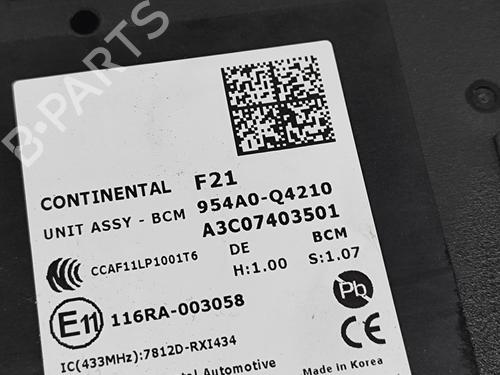 B-PARTS
CONTINENTAL F21
UNIT ASSY - BCM 954A0-Q4210
A3C07403501
CCAF11LP1001T6 DE BCM
H:1.00 S:1.07
E11 116RA-003058 Pb
CE
IC(433MHz):7812D-RXI434
Automotive Made in Korea